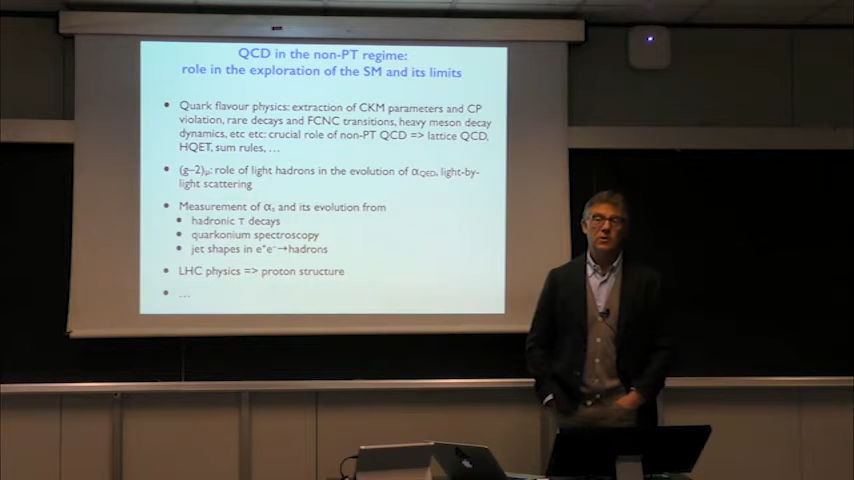 QCD in the non-PT regime:
role in the exploration of the SM and its limits
• Quark flavour physics: extraction of CKM parameters and CP
violation, rare decays and FCNC transitions, heavy meson decay
dynamics, etc etc: crucial role of non-PT QCD => lattice QCD,
HQET, sum rules, ...
• (g–2)μ: role of light hadrons in the evolution of αQED, light-by-
light scattering
• Measurement of αs and its evolution from
• hadronic τ decays
• quarkonium spectroscopy
• jet shapes in e⁺e⁻→hadrons
• LHC physics => proton structure
• ...